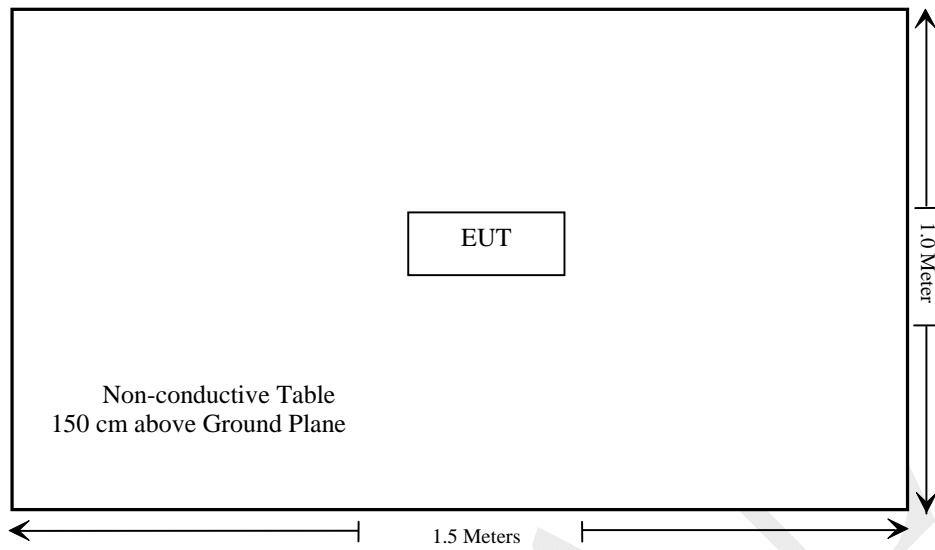 EUT
1.0 Meter
Non-conductive Table
150 cm above Ground Plane
1.5 Meters